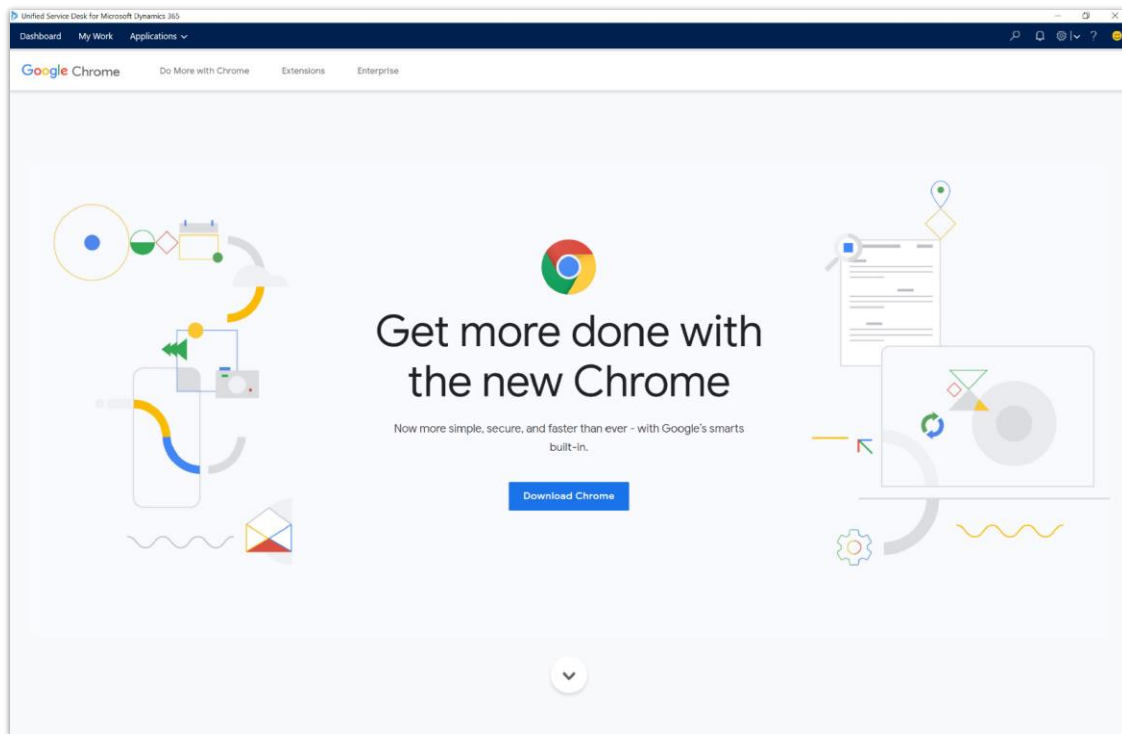 Unified Service Desk for Microsoft Dynamics 365
Dashboard My Work Applications
Google Chrome Do More with Chrome Extensions Enterprise
Get more done with
the new Chrome
Now more simple, secure, and faster than ever - with Google's smarts
built-in.
Download Chrome